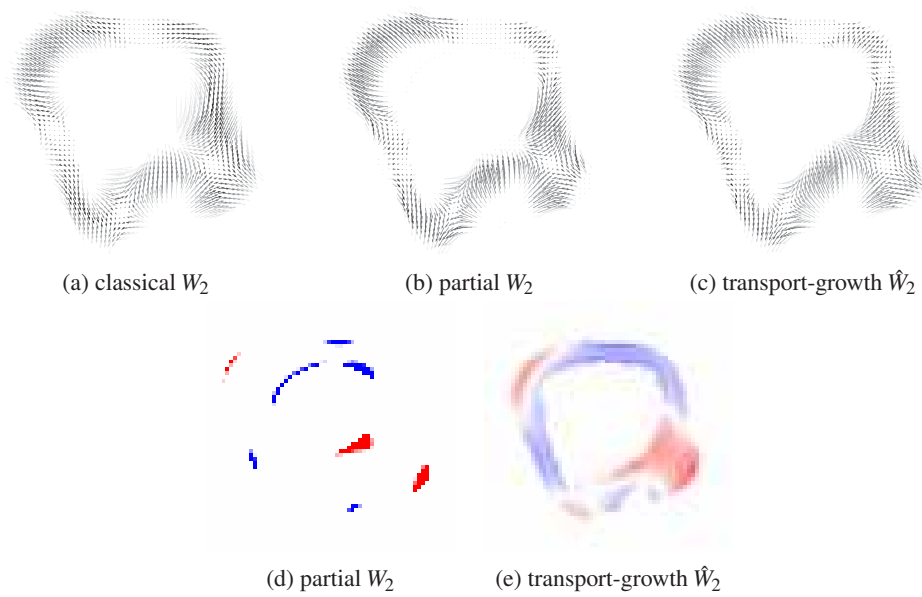 (a) classical W₂
(b) partial W₂
(c) transport-growth Ŵ₂
(d) partial W₂
(e) transport-growth Ŵ₂